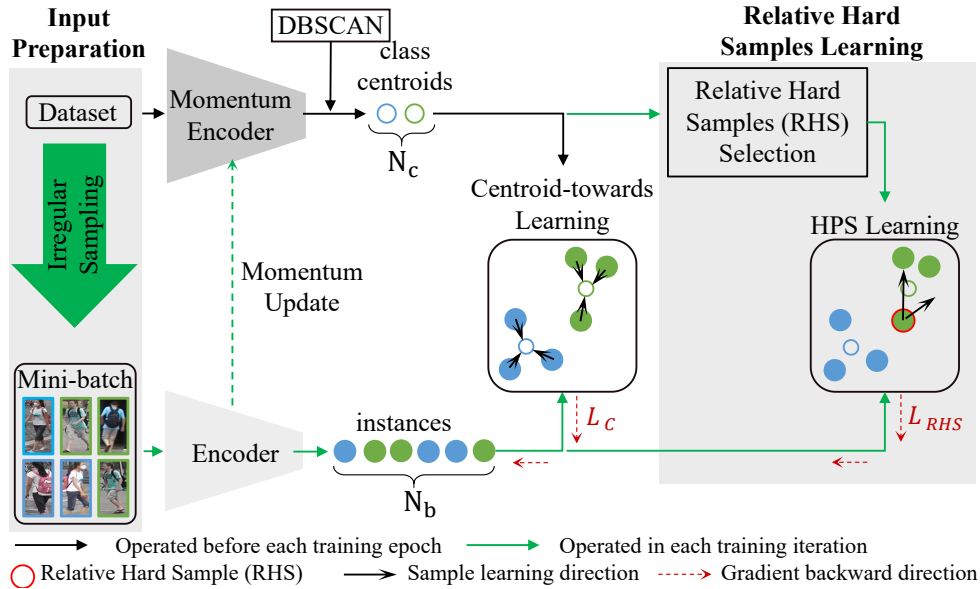 Input
Preparation
DBSCAN
class
centroids
Relative Hard
Samples Learning
Dataset
Momentum
Encoder
N_c
Relative Hard
Samples (RHS)
Selection
Irregular
Sampling
Centroid-towards
Learning
HPS Learning
Momentum
Update
Mini-batch
Encoder
instances
N_b
L_C
L_RHS
Operated before each training epoch
Operated in each training iteration
Relative Hard Sample (RHS)
Sample learning direction
Gradient backward direction